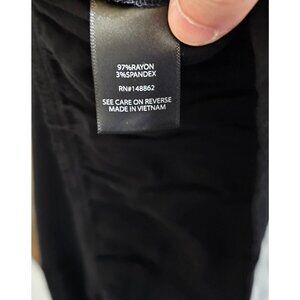 97%RAYON
3%SPANDEX
RN#148862
SEE CARE ON REVERSE
MADE IN VIETNAM